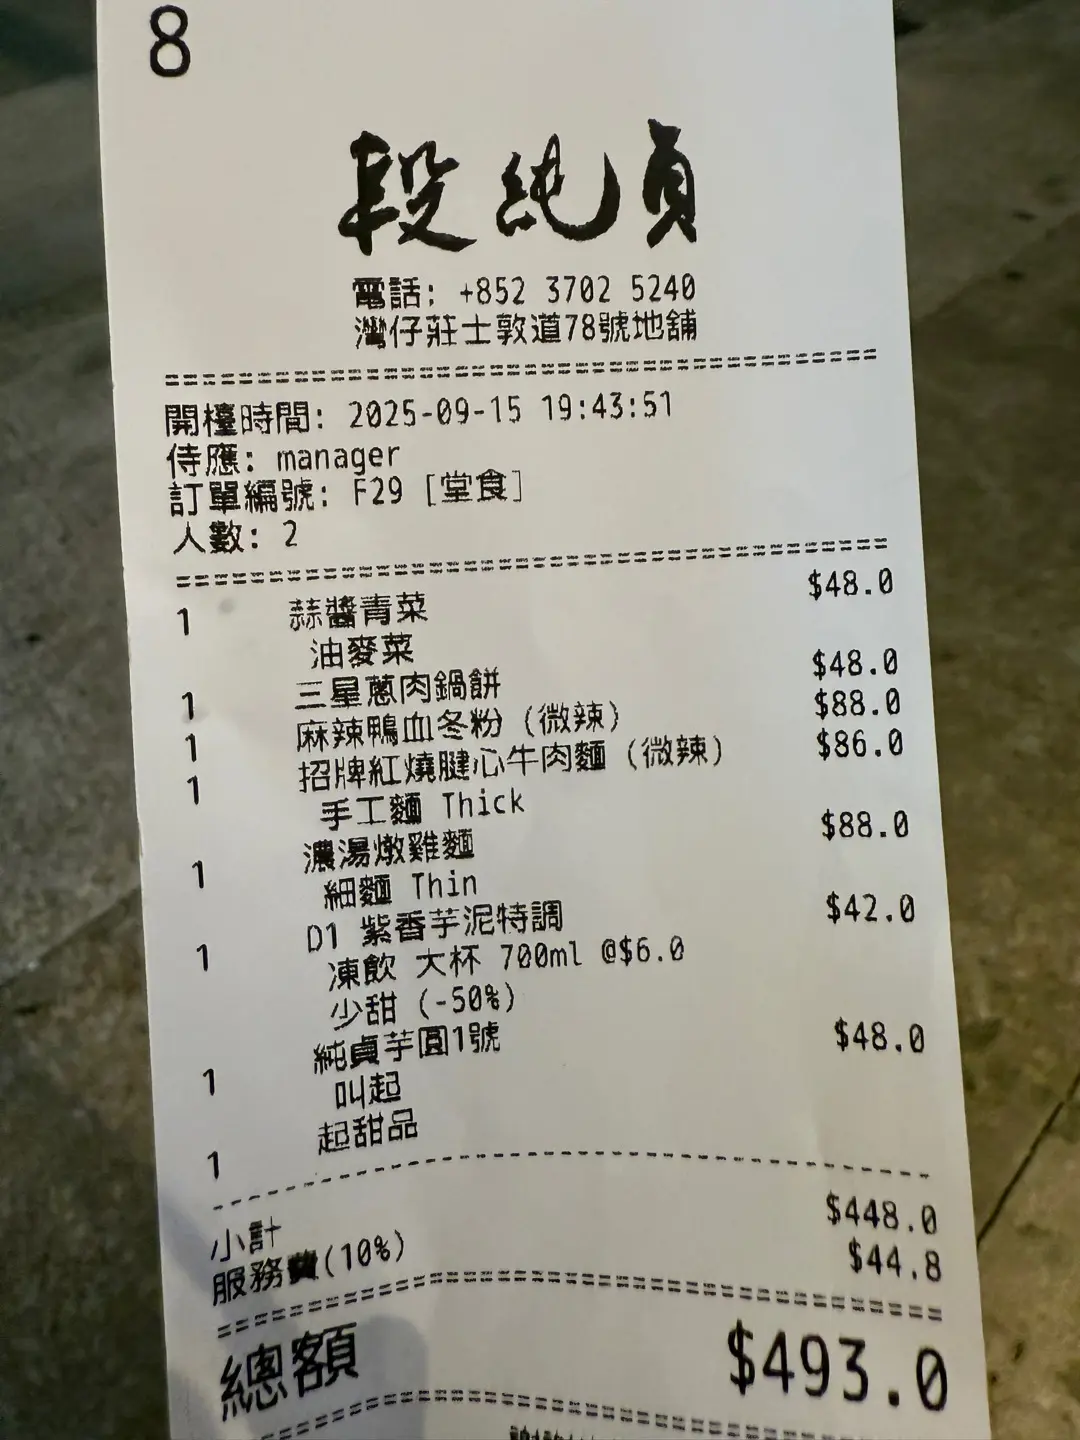 8
段純貞
電話: +852 3702 5240
灣仔莊士敦道78號地舖
開檯時間: 2025-09-15 19:43:51
侍應: manager
訂單編號: F29 [堂食]
人數: 2
1 蒜醬青菜 $48.0
油麥菜
1 三星蔥肉鍋餅 $48.0
1 麻辣鴨血冬粉 (微辣) $88.0
1 招牌紅燒腱心牛肉麵 (微辣) $86.0
手工麵 Thick
1 濃湯燉雞麵 $88.0
細麵 Thin
1 D1 紫香芋泥特調 $42.0
凍飲 大杯 700ml @$6.0
少甜 (-50%)
1 純貞芋圓1號 $48.0
叫起
1 起甜品
小計 $448.0
服務費(10%) $44.8
總額 $493.0